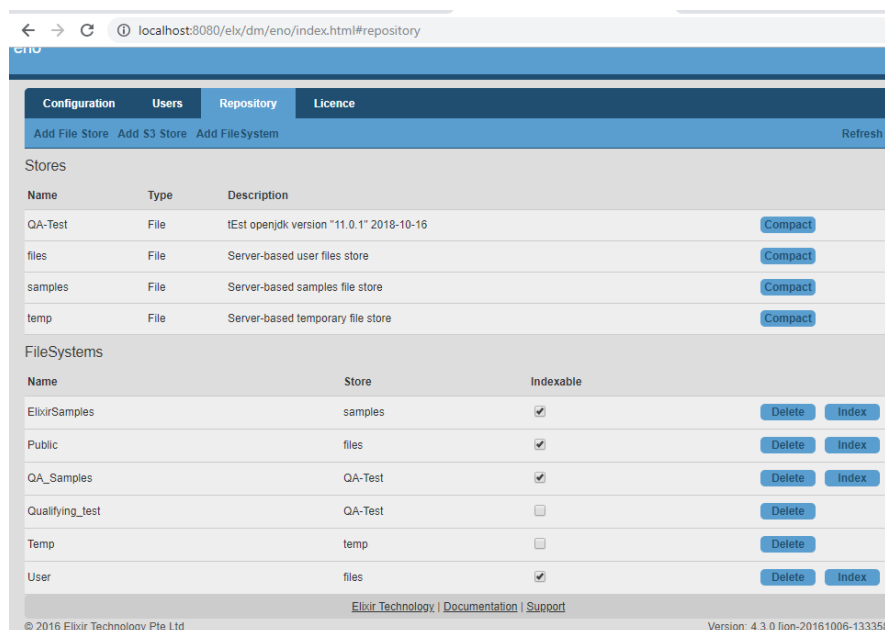 localhost:8080/elx/dm/eno/index.html#repository
eno
Configuration Users Repository Licence
Add File Store Add S3 Store Add FileSystem Refresh
Stores
Name Type Description
QA-Test File tEst openjdk version "11.0.1" 2018-10-16 Compact
files File Server-based user files store Compact
samples File Server-based samples file store Compact
temp File Server-based temporary file store Compact
FileSystems
Name Store Indexable
ElixirSamples samples Delete Index
Public files Delete Index
QA_Samples QA-Test Delete Index
Qualifying_test QA-Test Delete
Temp temp Delete
User files Delete Index
Elixir Technology | Documentation | Support
© 2016 Elixir Technology Pte Ltd Version: 4.3.0 [ion-20161006-13335